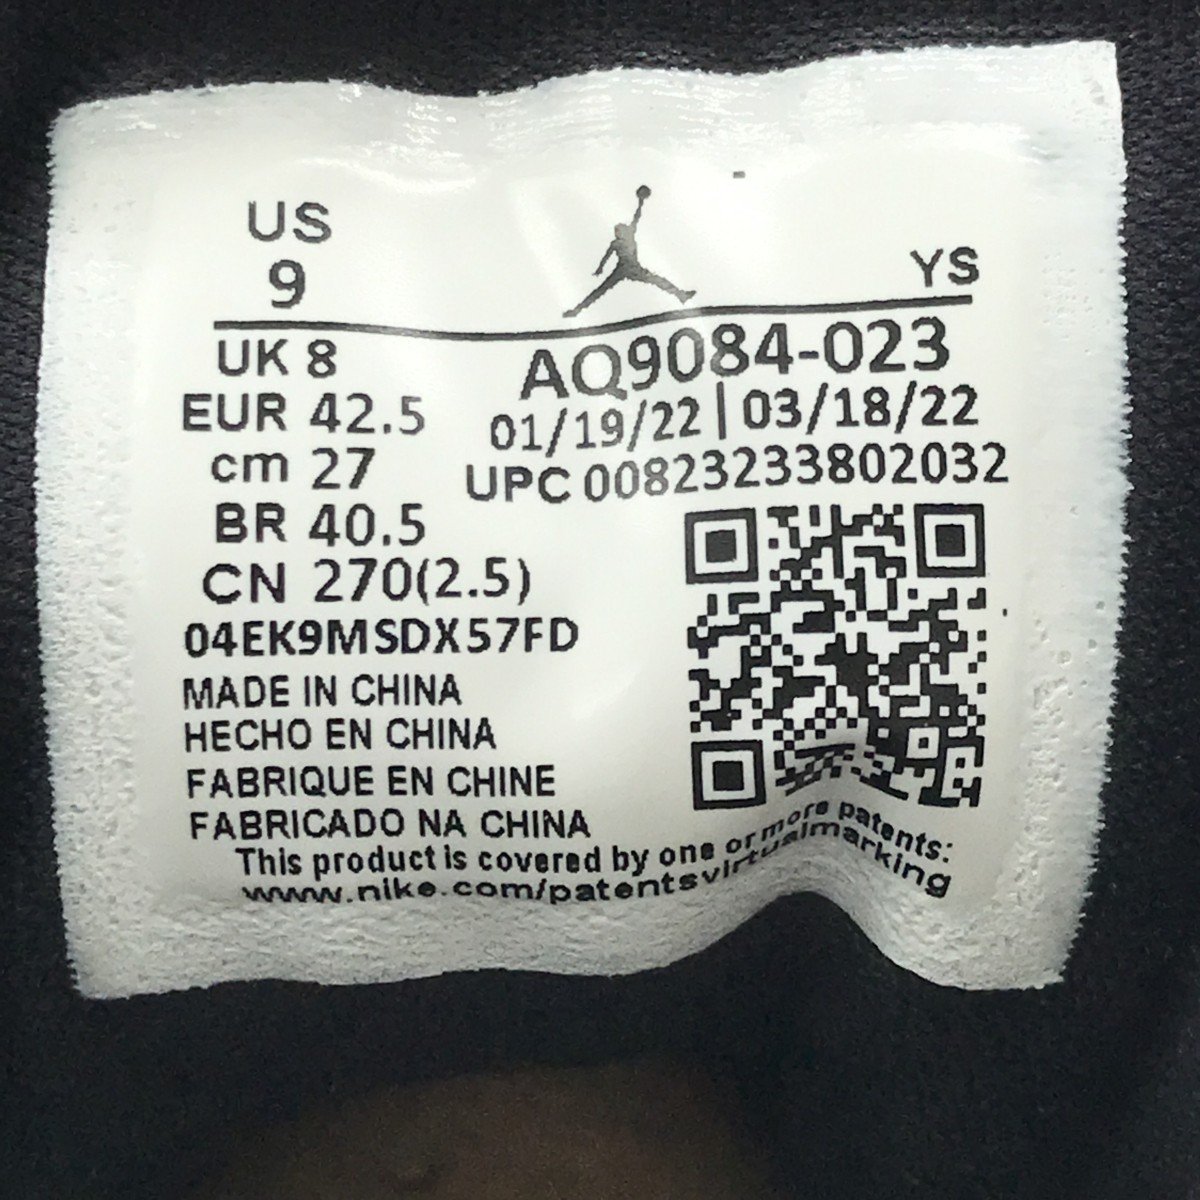 US
9
YS
UK 8
EUR 42.5
cm 27
BR 40.5
CN 270(2.5)
AQ9084-023
01/19/22 | 03/18/22
UPC 00823233802032
04EK9MSDX57FD
MADE IN CHINA
HECHO EN CHINA
FABRIQUE EN CHINE
FABRICADO NA CHINA
This product is covered by one or more patents:
www.nike.com/patentsvirtualmarking